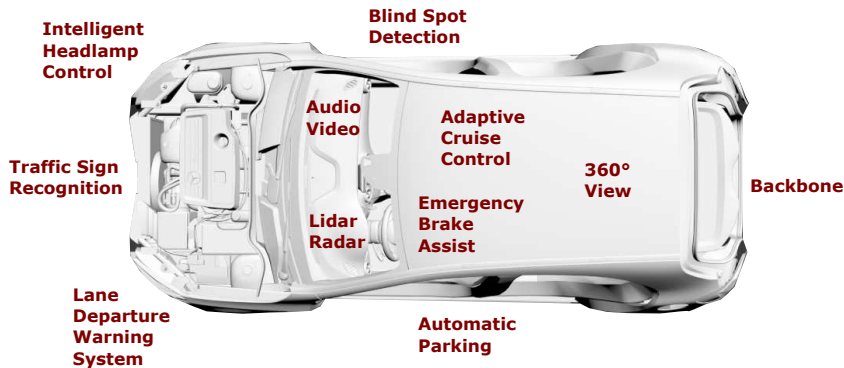 Blind Spot
Detection
Intelligent
Headlamp
Control
Audio
Video
Adaptive
Cruise
Control
Traffic Sign
Recognition
360°
View
Backbone
Emergency
Brake
Assist
Lidar
Radar
Lane
Departure
Warning
System
Automatic
Parking